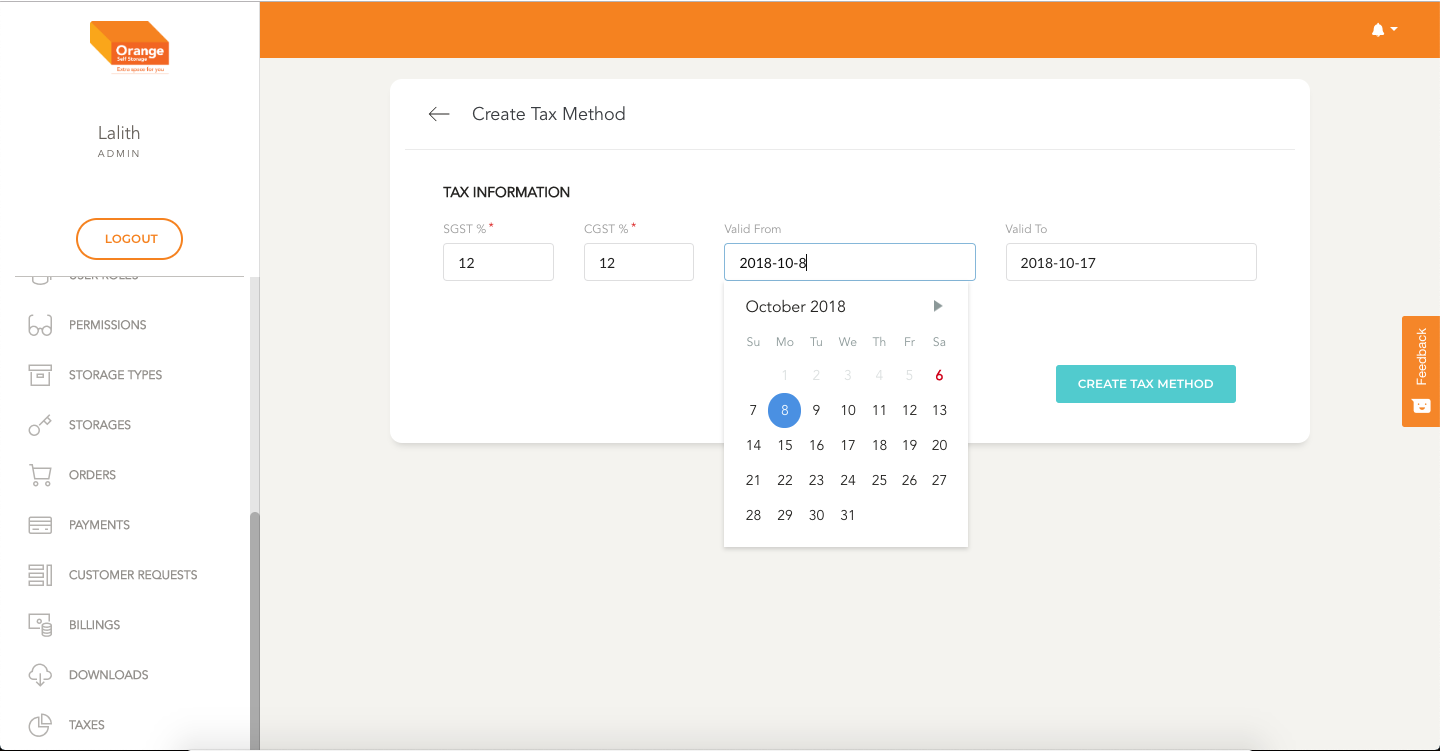 Orange
Self Storage
Extra space for you
Lalith
ADMIN
LOGOUT
USER ROLES
PERMISSIONS
STORAGE TYPES
STORAGES
ORDERS
PAYMENTS
CUSTOMER REQUESTS
BILLINGS
DOWNLOADS
TAXES
Create Tax Method
TAX INFORMATION
SGST % * CGST % * Valid From Valid To
12 12 2018-10-8 2018-10-17
October 2018
Su Mo Tu We Th Fr Sa
1 2 3 4 5 6
7 8 9 10 11 12 13
14 15 16 17 18 19 20
21 22 23 24 25 26 27
28 29 30 31
CREATE TAX METHOD
Feedback